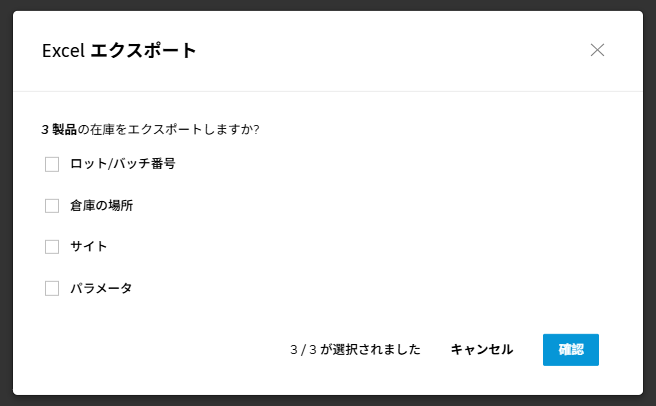 Excel エクスポート
3 製品の在庫をエクスポートしますか?
ロット/バッチ番号
倉庫の場所
サイト
パラメータ
3 / 3 が選択されました キャンセル 確認